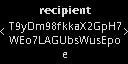 recipient
T9yDm98fkkaX2GpH7
WEo7LAGUbsWusEpo
e